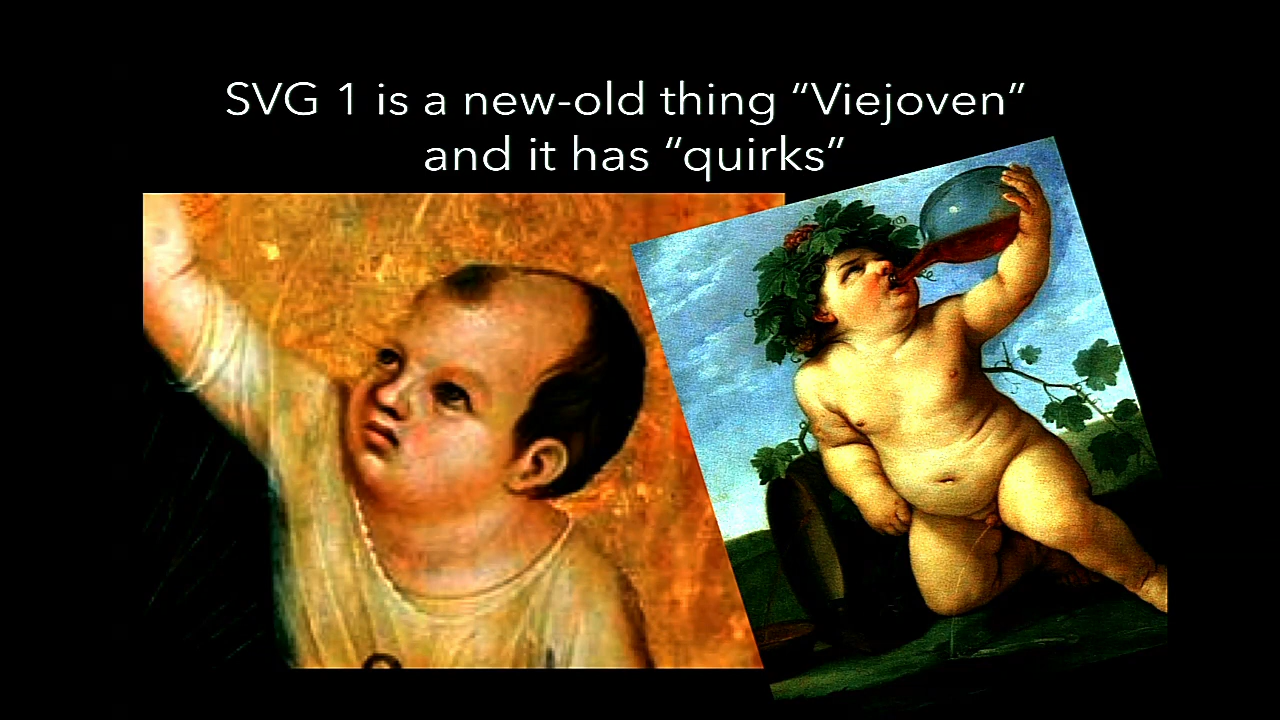 SVG 1 is a new-old thing “Viejoven”
and it has “quirks”